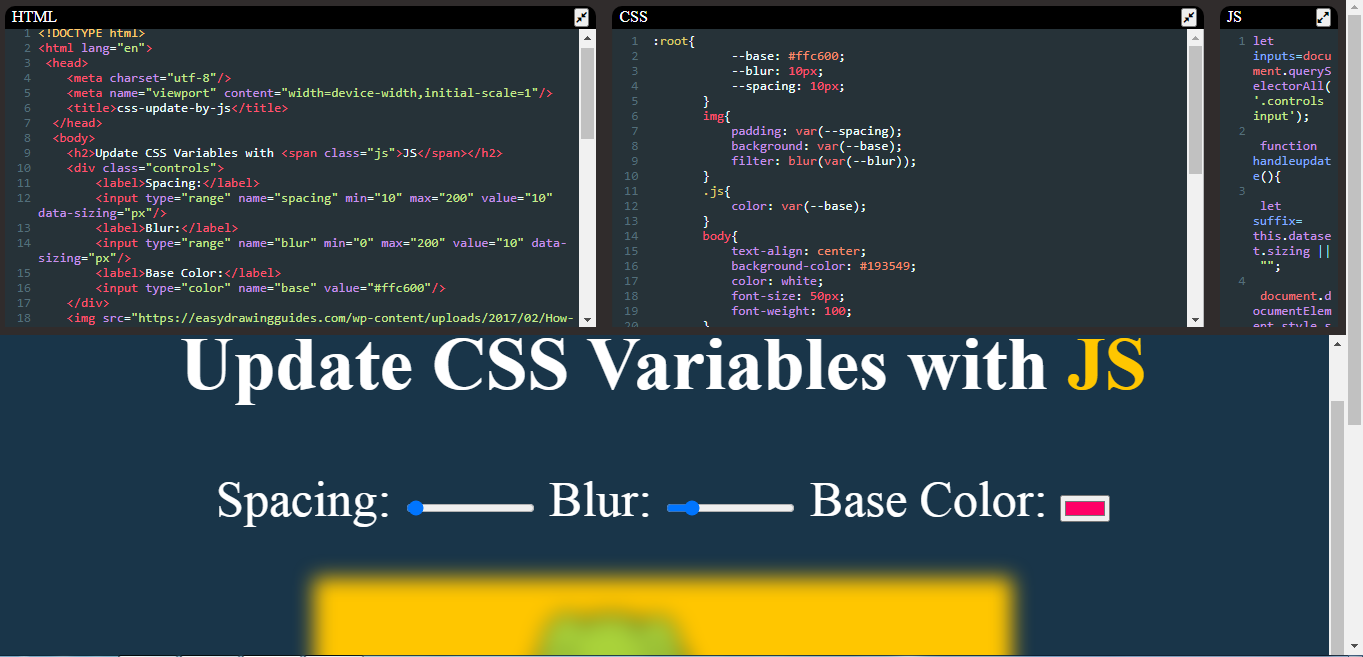 HTML
1 <!DOCTYPE html>
2 <html lang="en">
3 <head>
4 <meta charset="utf-8"/>
5 <meta name="viewport" content="width=device-width,initial-scale=1"/>
6 <title>css-update-by-js</title>
7 </head>
8 <body>
9 <h2>Update CSS Variables with <span class="js">JS</span></h2>
10 <div class="controls">
11 <label>Spacing:</label>
12 <input type="range" name="spacing" min="10" max="200" value="10"
data-sizing="px"/>
13 <label>Blur:</label>
14 <input type="range" name="blur" min="0" max="200" value="10" data-
sizing="px"/>
15 <label>Base Color:</label>
16 <input type="color" name="base" value="#ffc600"/>
17 </div>
18 <img src="https://easydrawingguides.com/wp-content/uploads/2017/02/How-
CSS
1 :root{
2 --base: #ffc600;
3 --blur: 10px;
4 --spacing: 10px;
5 }
6 img{
7 padding: var(--spacing);
8 background: var(--base);
9 filter: blur(var(--blur));
10 }
11 .js{
12 color: var(--base);
13 }
14 body{
15 text-align: center;
16 background-color: #193549;
17 color: white;
18 font-size: 50px;
19 font-weight: 100;
20 }
JS
1 let
inputs=docu
ment.queryS
electorAll(
'.controls
input');
2
function
handleupdat
e(){
3
let
suffix=
this.datase
t.sizing ||
"";
4
document.d
ocumentElem
ent.style.s
Update CSS Variables with JS
Spacing: Blur: Base Color: